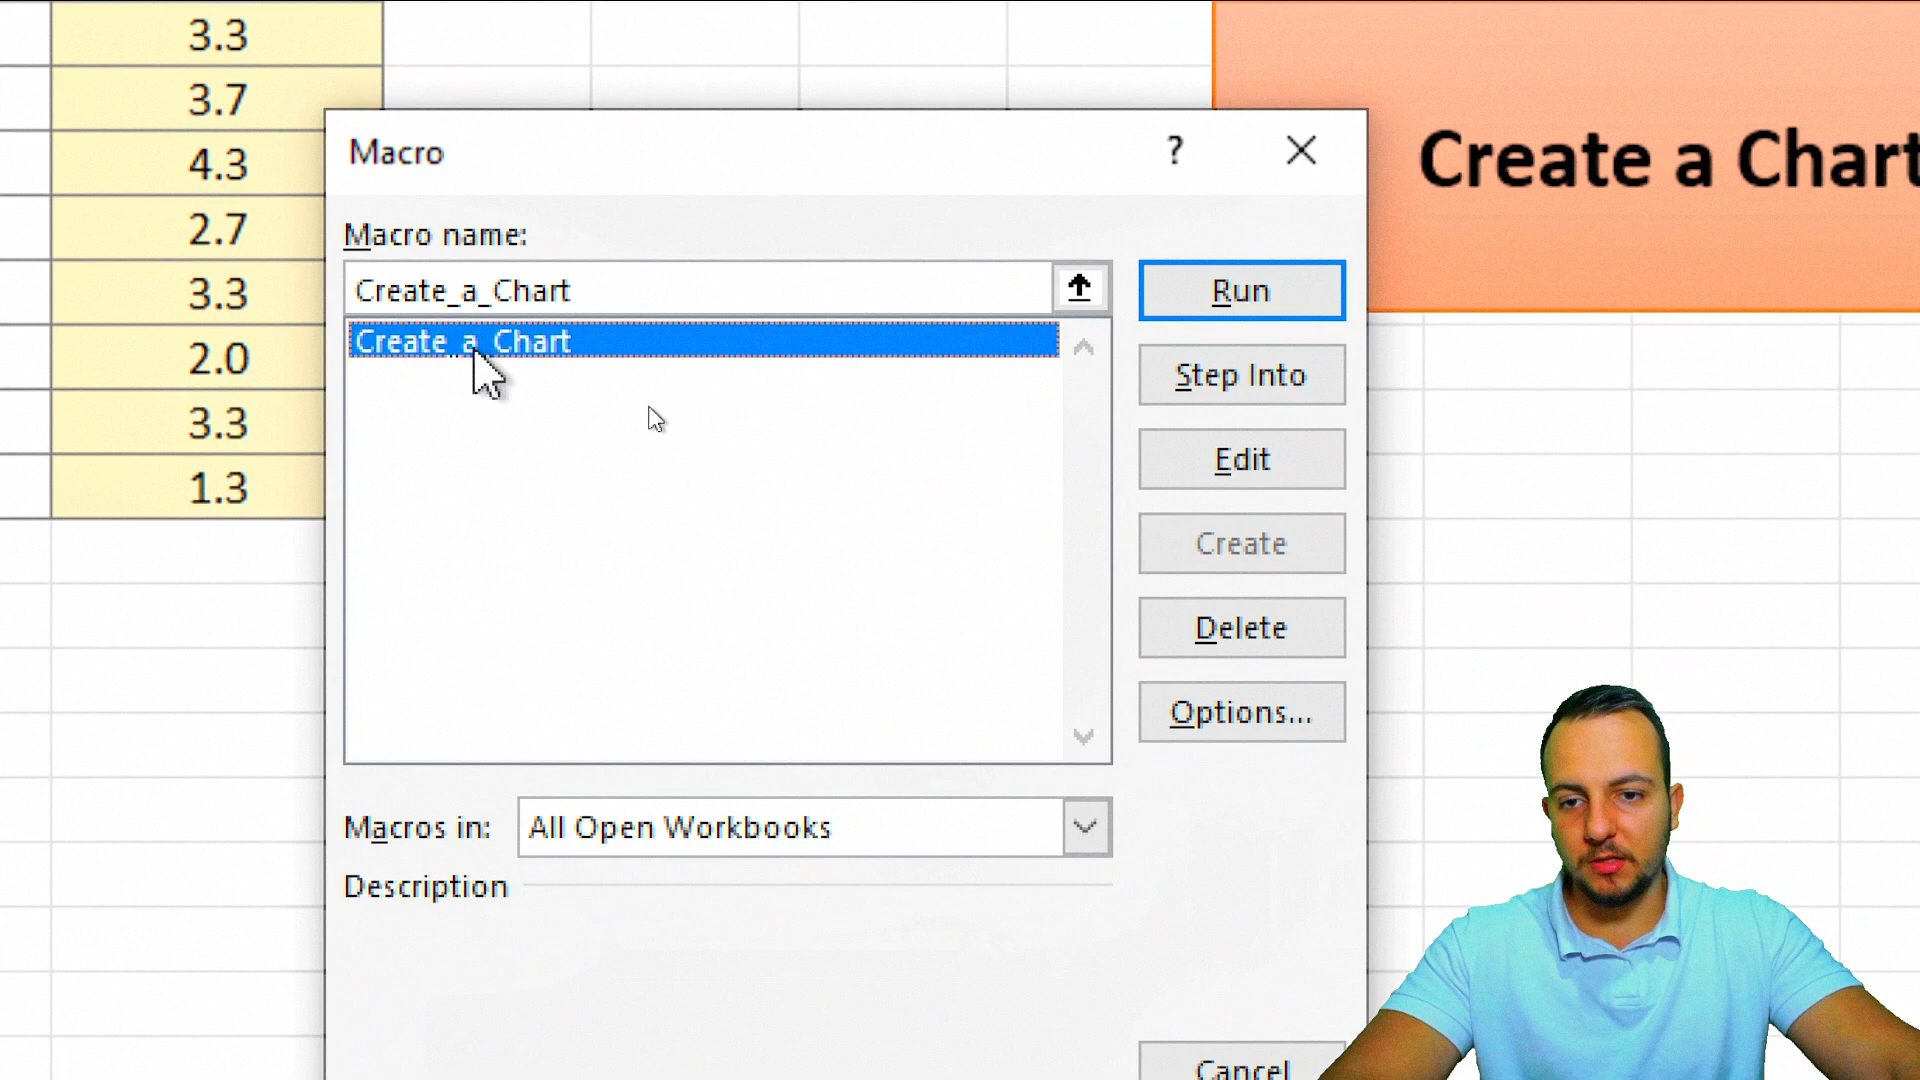 3.3
3.7
4.3
2.7
3.3
2.0
3.3
1.3
Create a Chart
Macro
?
Macro name:
Create_a_Chart
Create_a_Chart
Run
Step Into
Edit
Create
Delete
Options...
Macros in:
All Open Workbooks
Description
Cancel